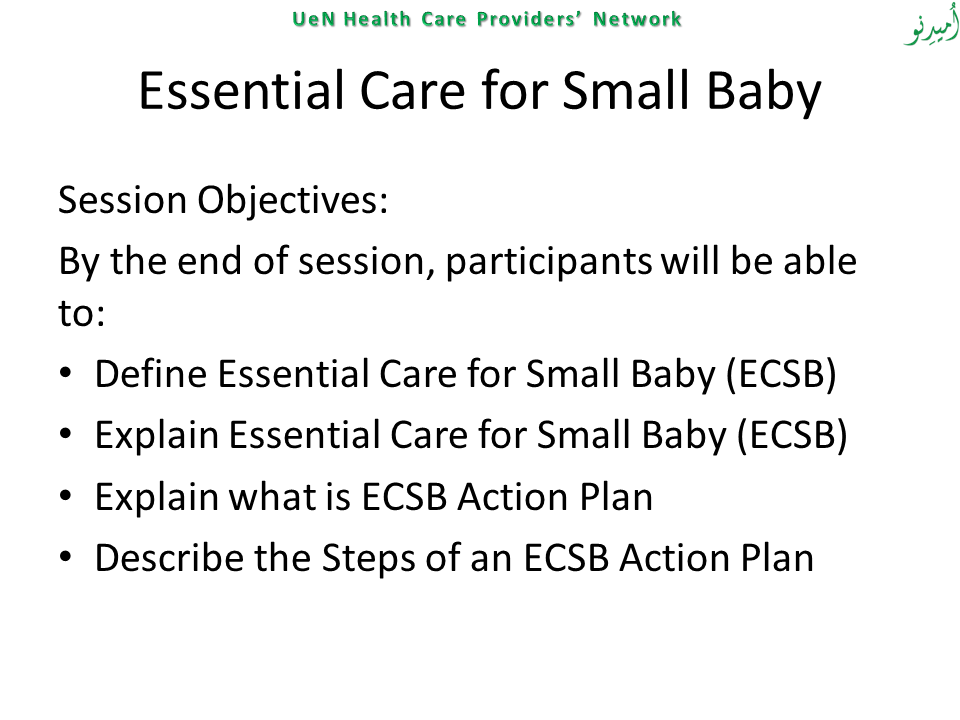 UeN Health Care Providers’ Network
اُمیدِنو
Essential Care for Small Baby
Session Objectives:
By the end of session, participants will be able
to:
• Define Essential Care for Small Baby (ECSB)
• Explain Essential Care for Small Baby (ECSB)
• Explain what is ECSB Action Plan
• Describe the Steps of an ECSB Action Plan